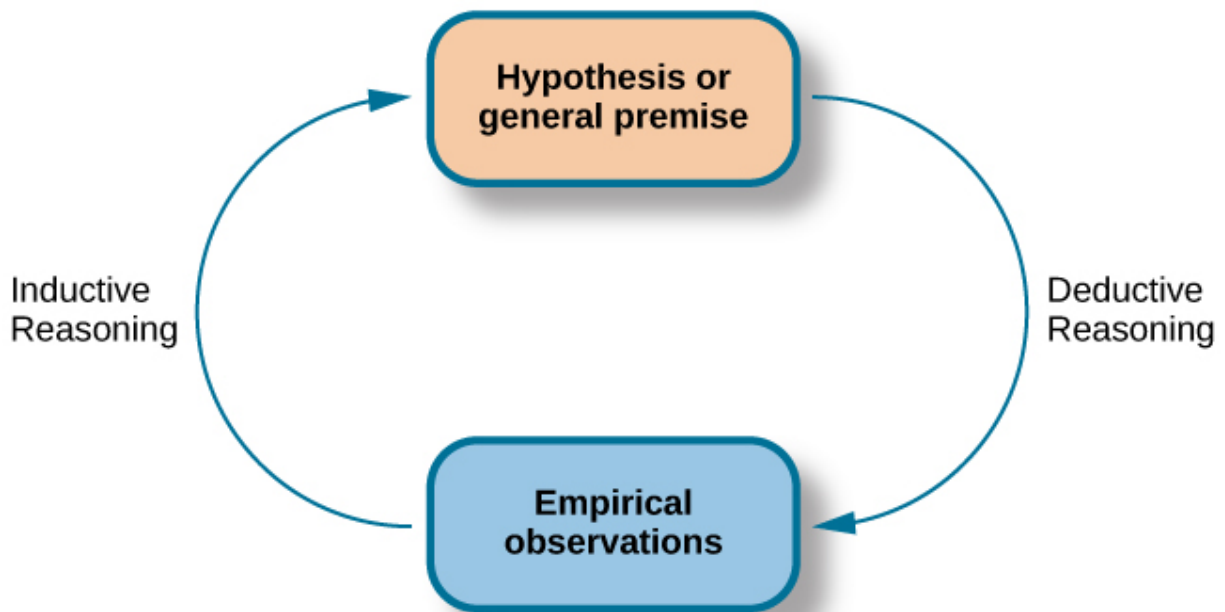 Hypothesis or
general premise
Inductive
Reasoning
Deductive
Reasoning
Empirical
observations